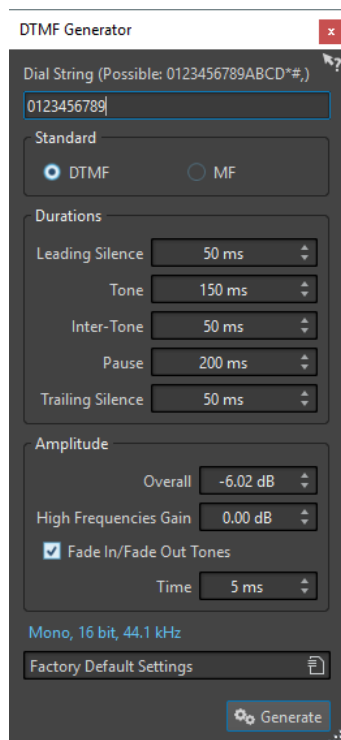 DTMF Generator
x
Dial String (Possible: 0123456789ABCD*#,)
?
0123456789
Standard
DTMF MF
Durations
Leading Silence 50 ms
Tone 150 ms
Inter-Tone 50 ms
Pause 200 ms
Trailing Silence 50 ms
Amplitude
Overall -6.02 dB
High Frequencies Gain 0.00 dB
Fade In/Fade Out Tones
Time 5 ms
Mono, 16 bit, 44.1 kHz
Factory Default Settings
Generate